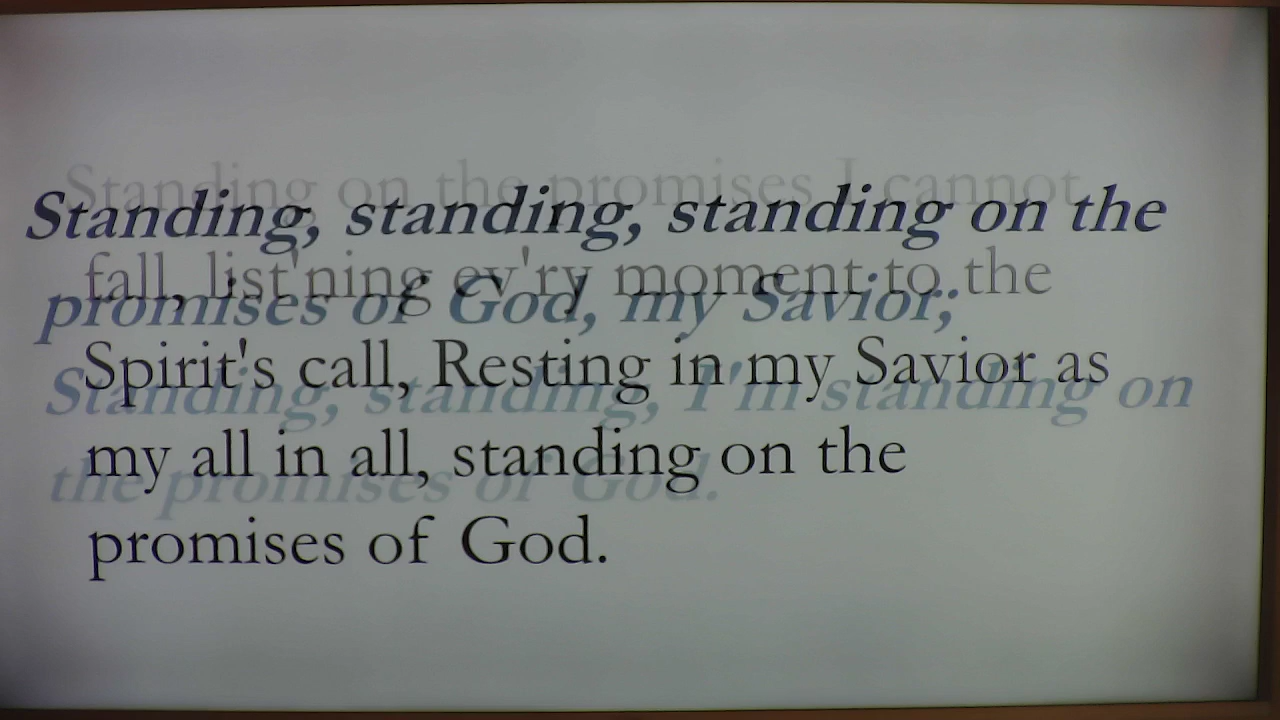 Standing on the promises I cannot
fall, list'ning ev'ry moment to the
Spirit's call, Resting in my Savior as
my all in all, standing on the
promises of God.
Standing, standing, standing on the
promises of God, my Savior;
Standing, standing, I'm standing on
the promises of God.